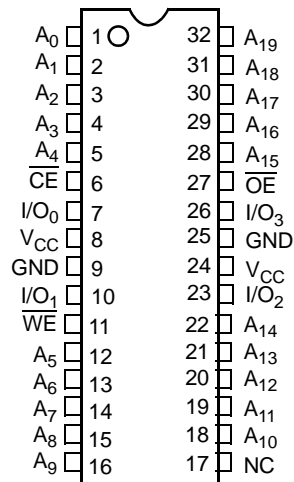 A0 1 32 A19
A1 2 31 A18
A2 3 30 A17
A3 4 29 A16
A4 5 28 A15
CE 6 27 OE
I/O0 7 26 I/O3
VCC 8 25 GND
GND 9 24 VCC
I/O1 10 23 I/O2
WE 11 22 A14
A5 12 21 A13
A6 13 20 A12
A7 14 19 A11
A8 15 18 A10
A9 16 17 NC